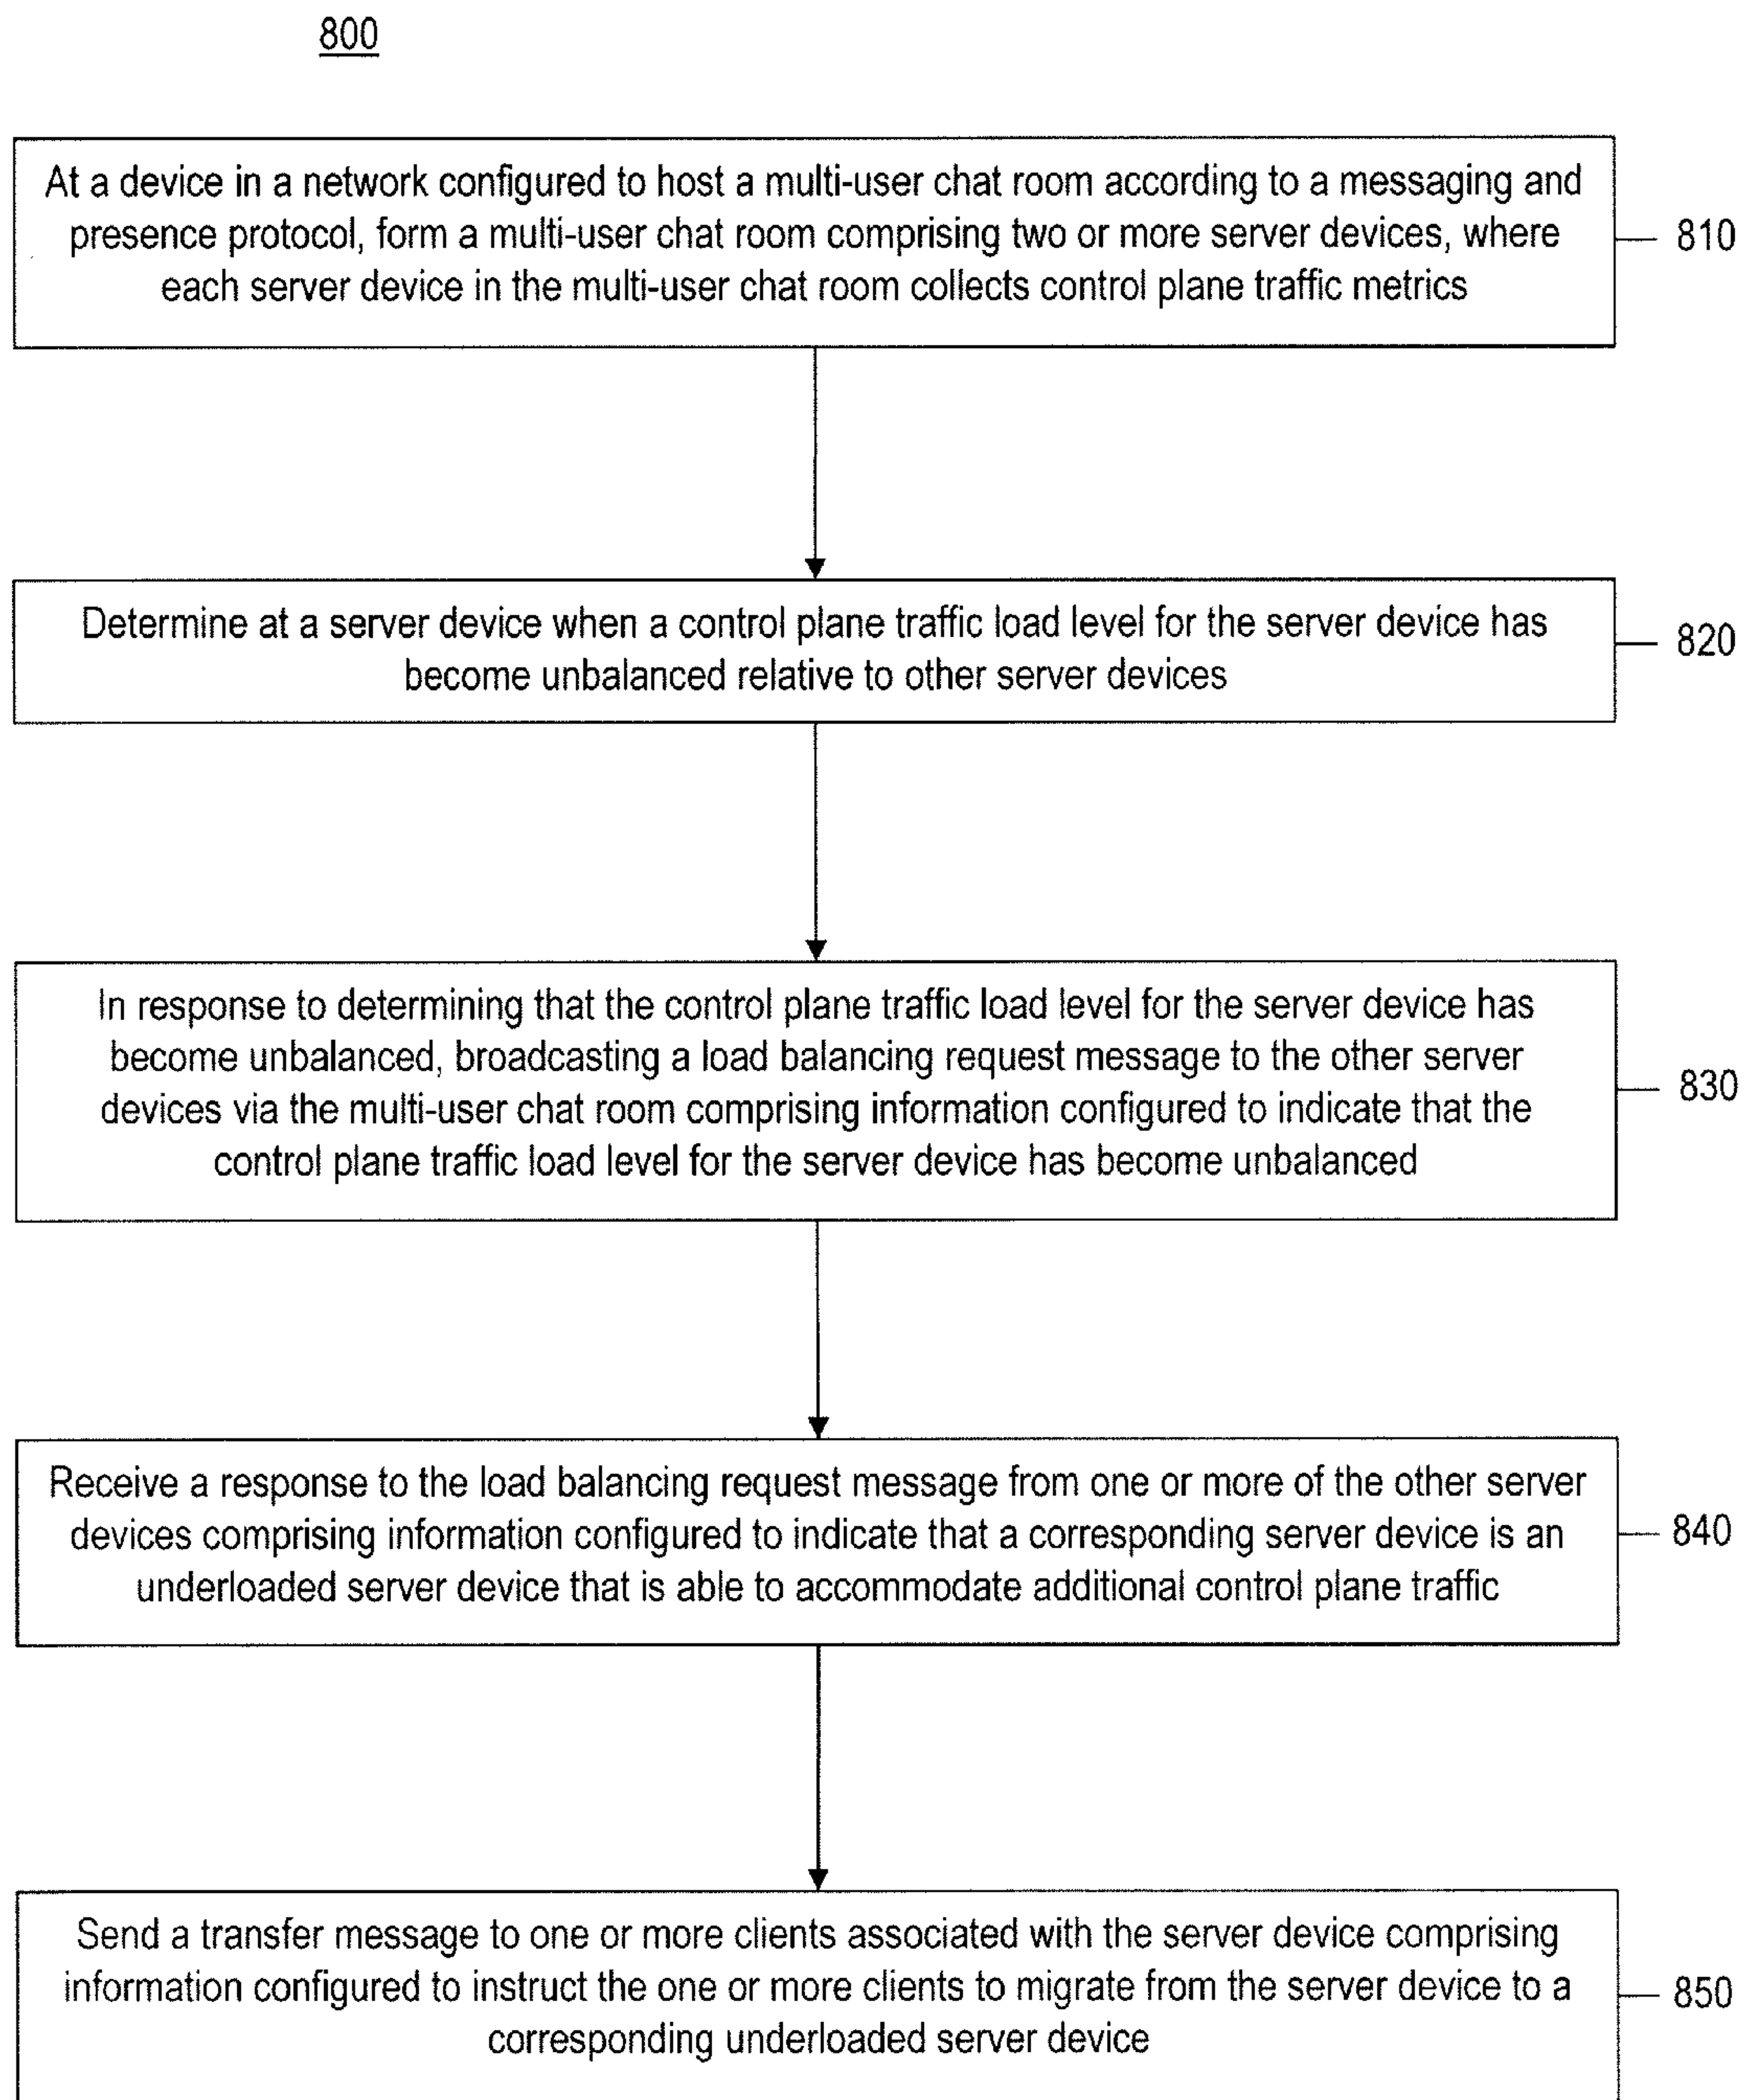 800
At a device in a network configured to host a multi-user chat room according to a messaging and
presence protocol, form a multi-user chat room comprising two or more server devices, where
each server device in the multi-user chat room collects control plane traffic metrics
810
Determine at a server device when a control plane traffic load level for the server device has
become unbalanced relative to other server devices
820
In response to determining that the control plane traffic load level for the server device has
become unbalanced, broadcasting a load balancing request message to the other server
devices via the multi-user chat room comprising information configured to indicate that the
control plane traffic load level for the server device has become unbalanced
830
Receive a response to the load balancing request message from one or more of the other server
devices comprising information configured to indicate that a corresponding server device is an
underloaded server device that is able to accommodate additional control plane traffic
840
Send a transfer message to one or more clients associated with the server device comprising
information configured to instruct the one or more clients to migrate from the server device to a
corresponding underloaded server device
850